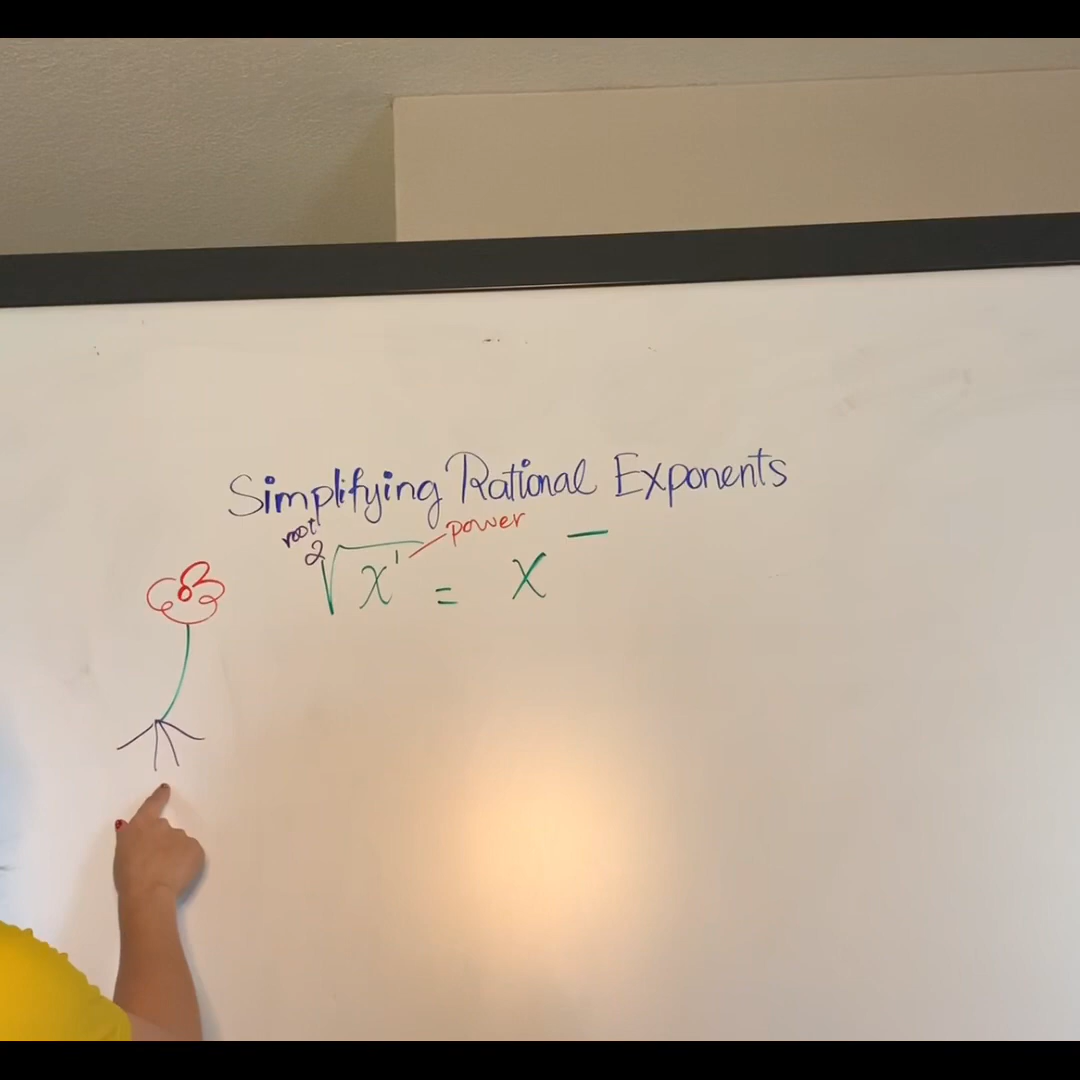 Simplifying Rational Exponents
root power
²√x¹ = x⁻